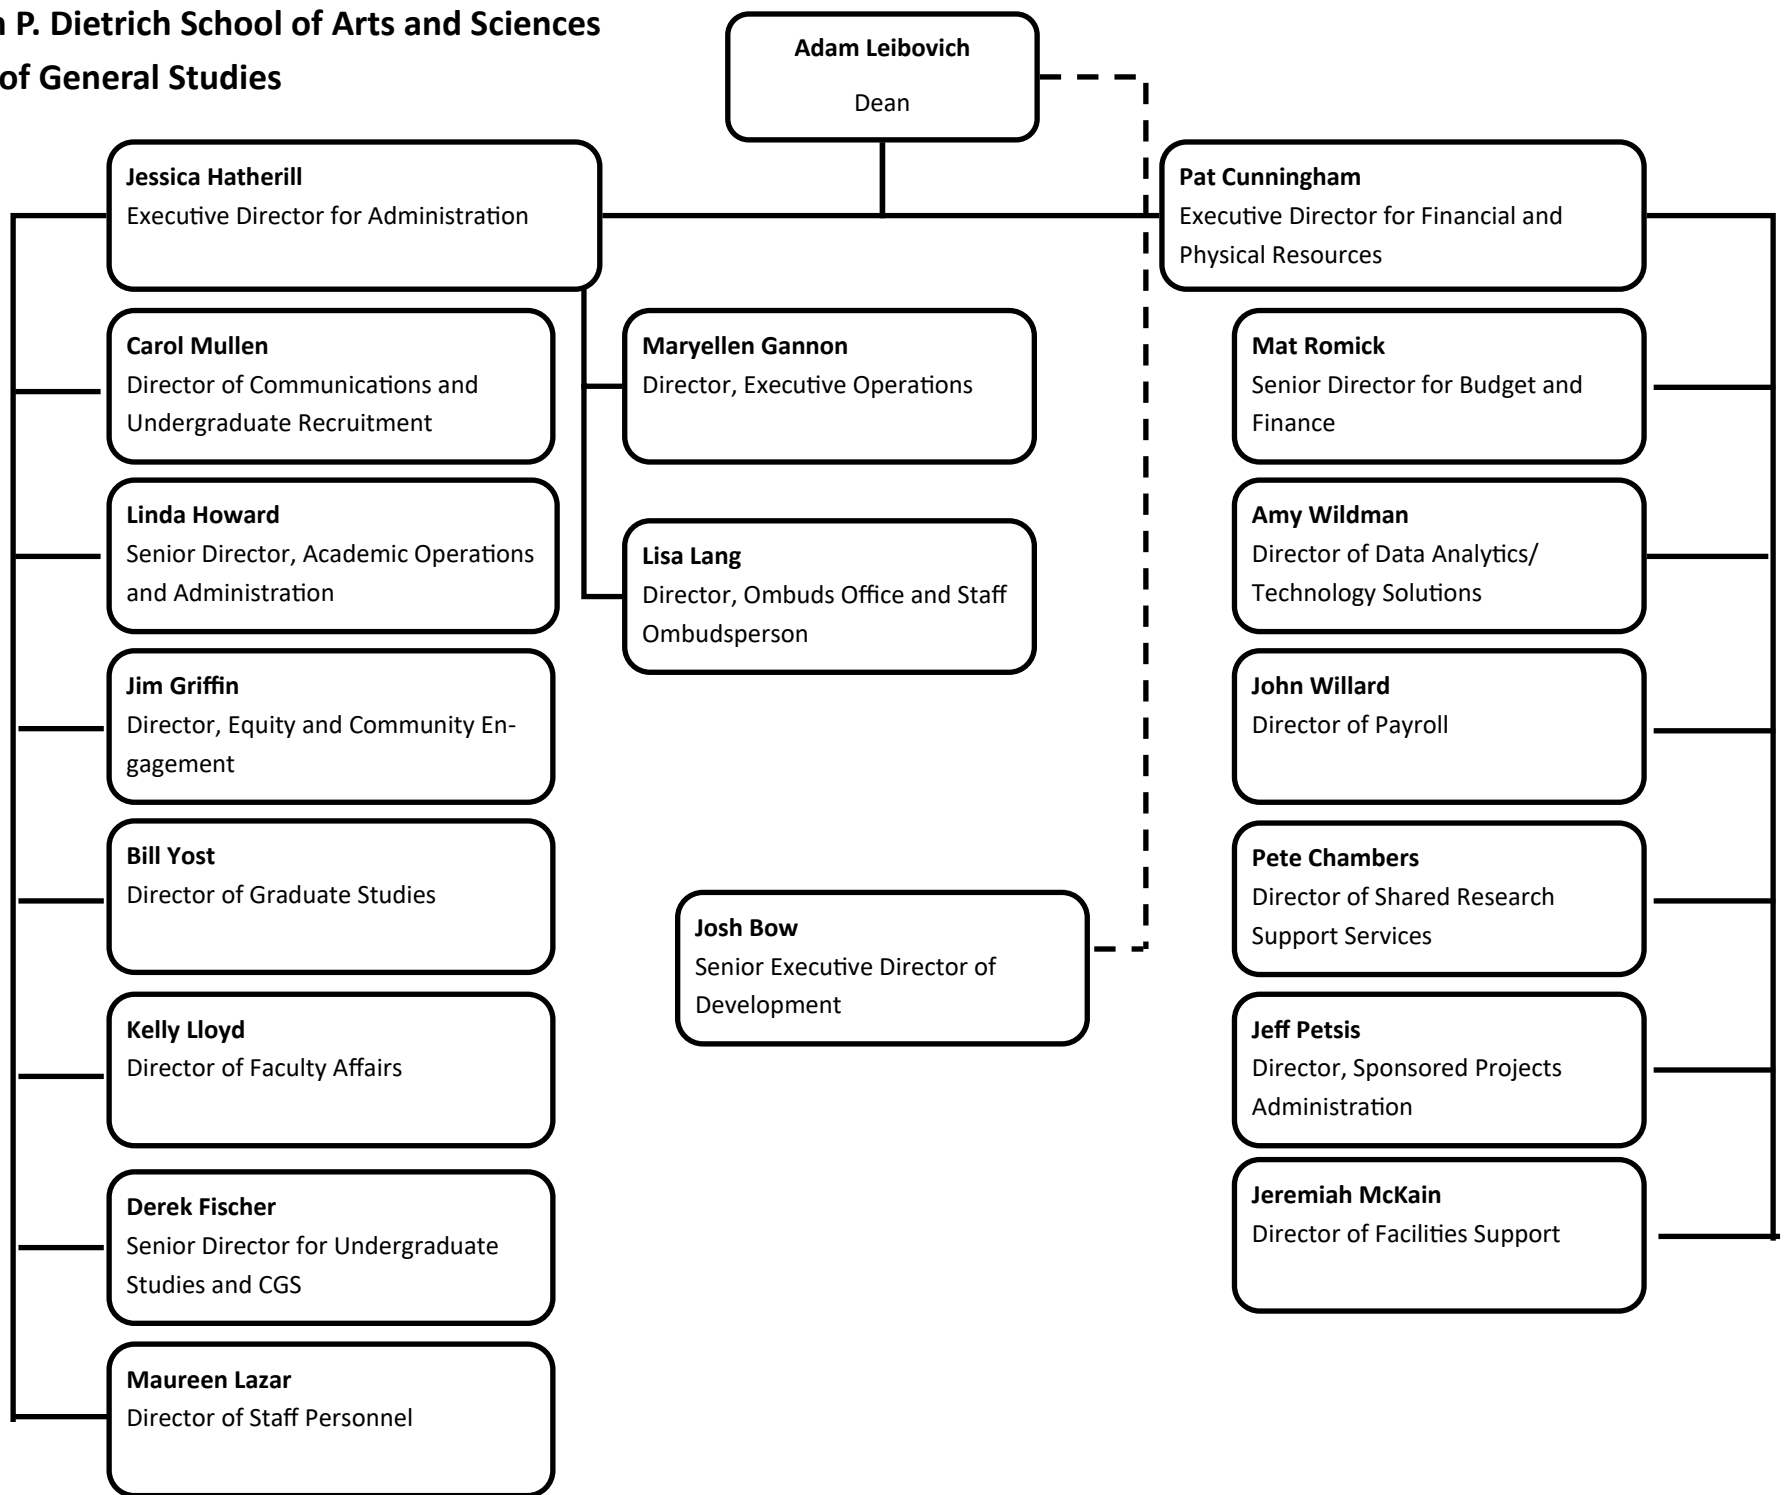 P. Dietrich School of Arts and Sciences
of General Studies
Adam Leibovich
Dean
Jessica Hatherill
Executive Director for Administration
Pat Cunningham
Executive Director for Financial and
Physical Resources
Carol Mullen
Director of Communications and
Undergraduate Recruitment
Linda Howard
Senior Director, Academic Operations
and Administration
Jim Griffin
Director, Equity and Community En-
gagement
Bill Yost
Director of Graduate Studies
Kelly Lloyd
Director of Faculty Affairs
Derek Fischer
Senior Director for Undergraduate
Studies and CGS
Maureen Lazar
Director of Staff Personnel
Maryellen Gannon
Director, Executive Operations
Lisa Lang
Director, Ombuds Office and Staff
Ombudsperson
Josh Bow
Senior Executive Director of
Development
Mat Romick
Senior Director for Budget and
Finance
Amy Wildman
Director of Data Analytics/
Technology Solutions
John Willard
Director of Payroll
Pete Chambers
Director of Shared Research
Support Services
Jeff Petsis
Director, Sponsored Projects
Administration
Jeremiah McKain
Director of Facilities Support